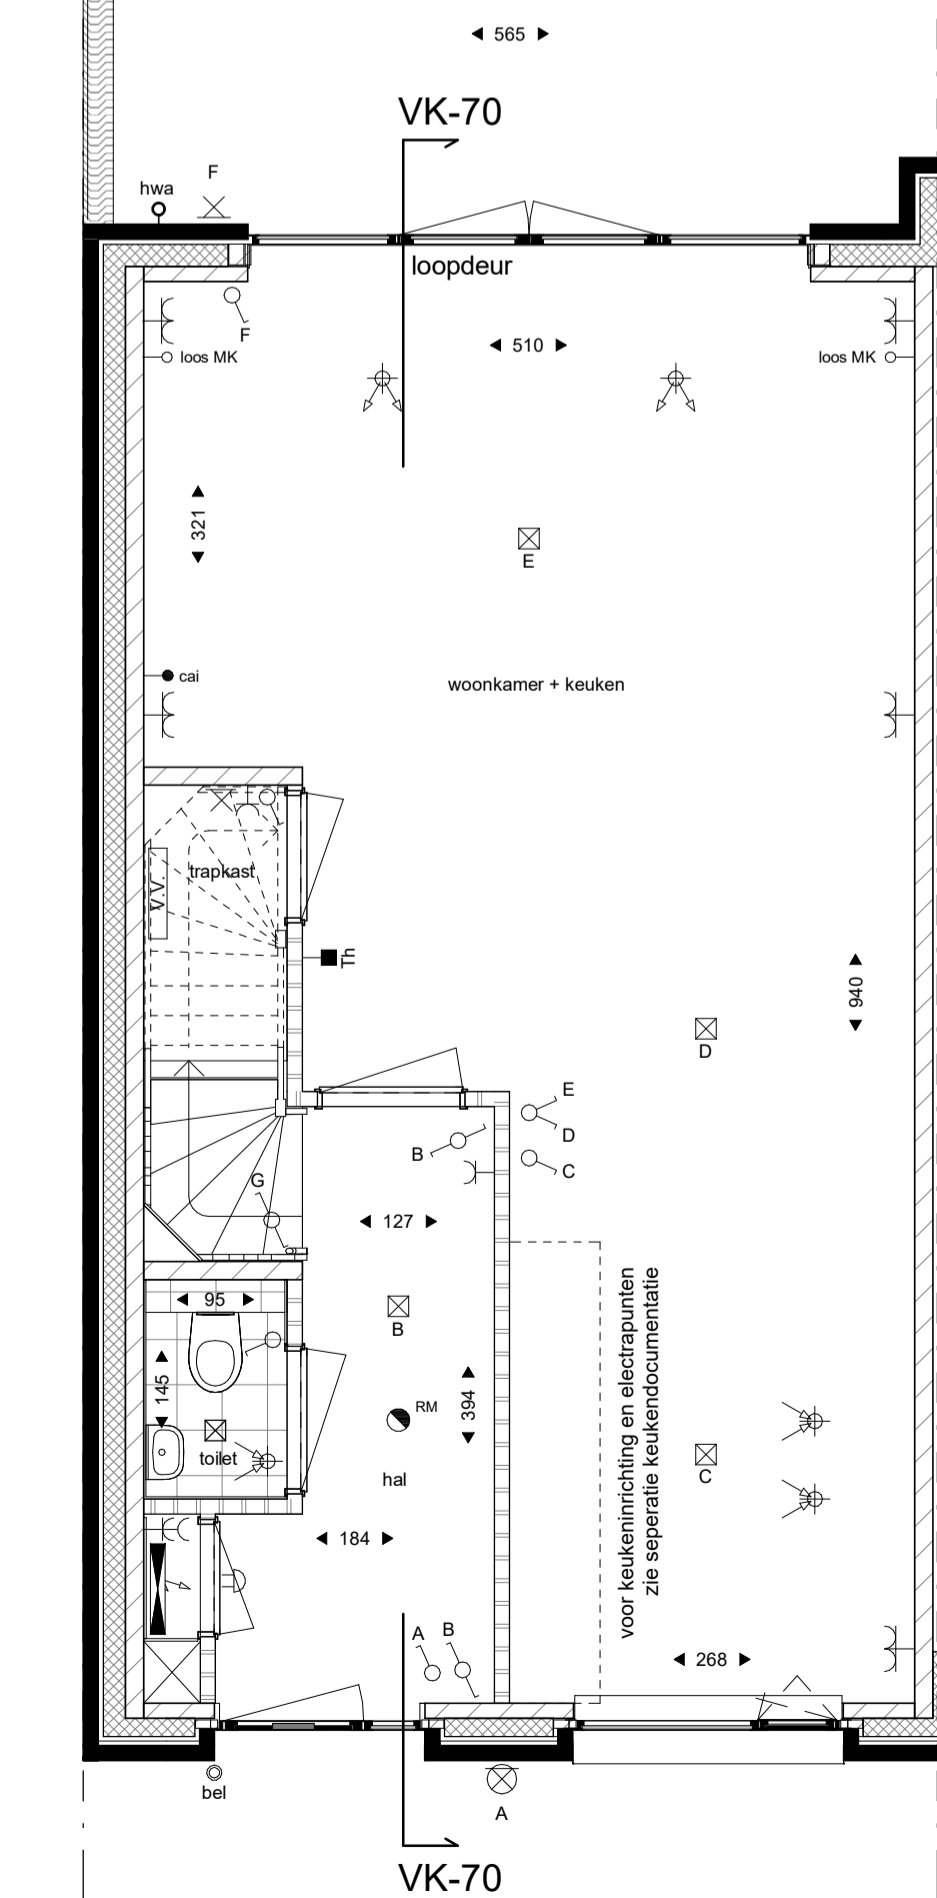 565
VK-70
F
hwa
loopdeur
F
510
loos MK
loos MK
321
E
cai
woonkamer + keuken
trapkast
V.V.
Th
940
D
E
B
D
C
G
127
95
B
145
394
RM
toilet
hal
C
voor keukeninrichting en electrapunten
zie seperatie keukendocumentatie
184
A
B
268
bel
A
VK-70